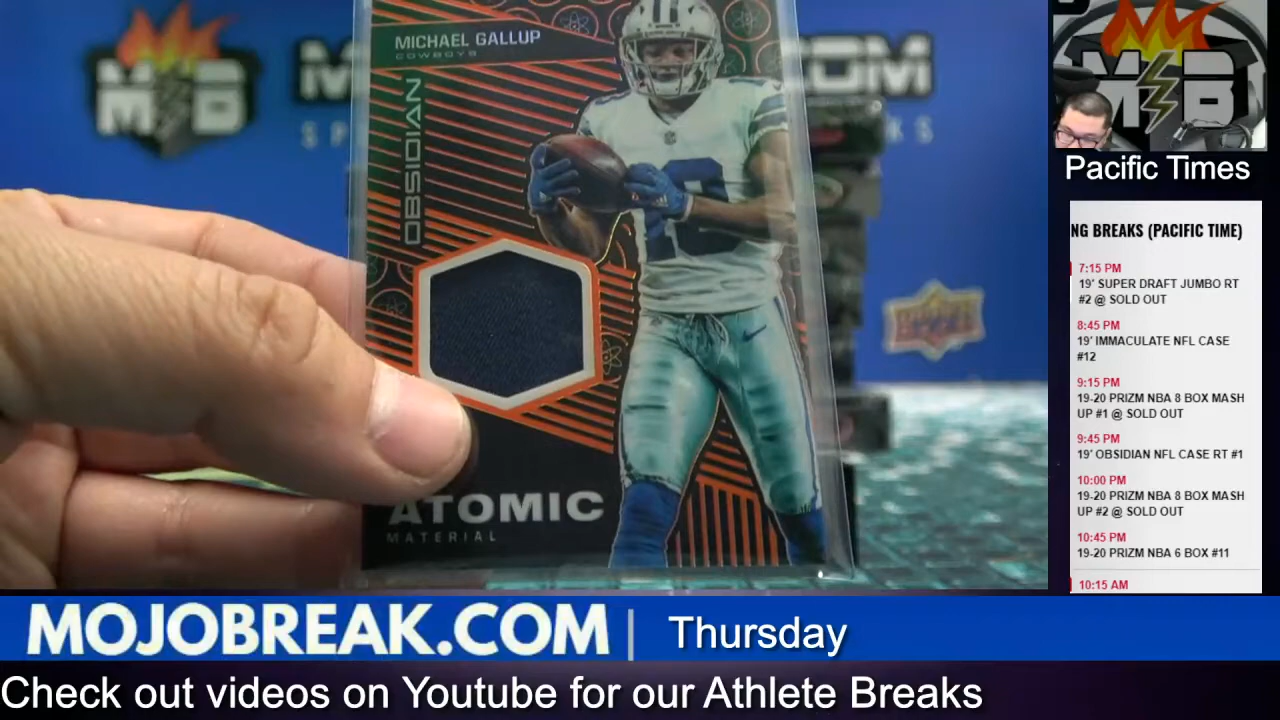 MICHAEL GALLUP
COWBOYS
OBSIDIAN
ATOMIC
MATERIAL
Pacific Times
NG BREAKS (PACIFIC TIME)
7:15 PM
19' SUPER DRAFT JUMBO RT
#2 @ SOLD OUT
8:45 PM
19' IMMACULATE NFL CASE
#12
9:15 PM
19-20 PRIZM NBA 8 BOX MASH
UP #1 @ SOLD OUT
9:45 PM
19' OBSIDIAN NFL CASE RT #1
10:00 PM
19-20 PRIZM NBA 8 BOX MASH
UP #2 @ SOLD OUT
10:45 PM
19-20 PRIZM NBA 6 BOX #11
10:15 AM
MOJOBREAK.COM | Thursday
Check out videos on Youtube for our Athlete Breaks